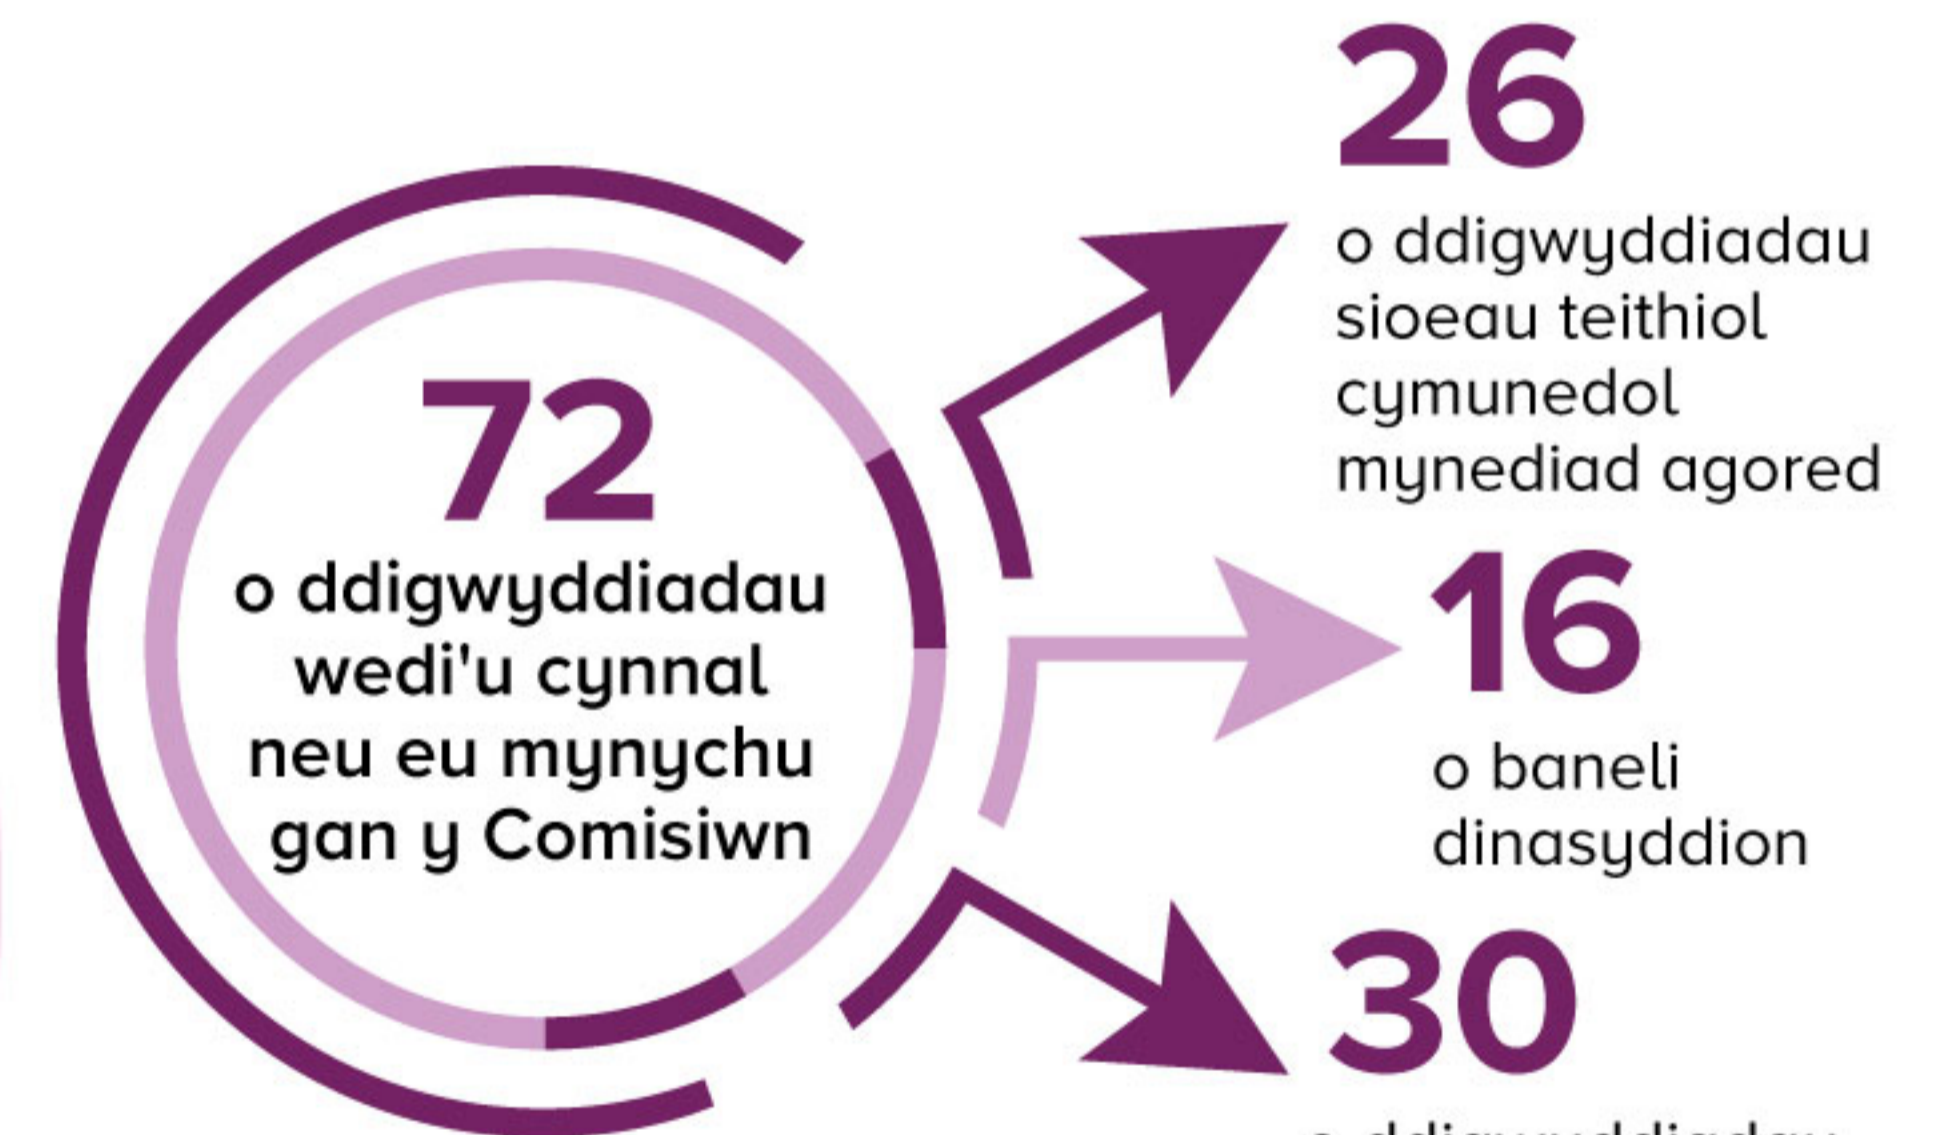 72
o ddigwyddiadau
wedi'u cynnal
neu eu mynychu
gan y Comisiwn
26
o ddigwyddiadau
sioeau teithiol
cymunedol
mynediad agored
16
o baneli
dinasyddion
30